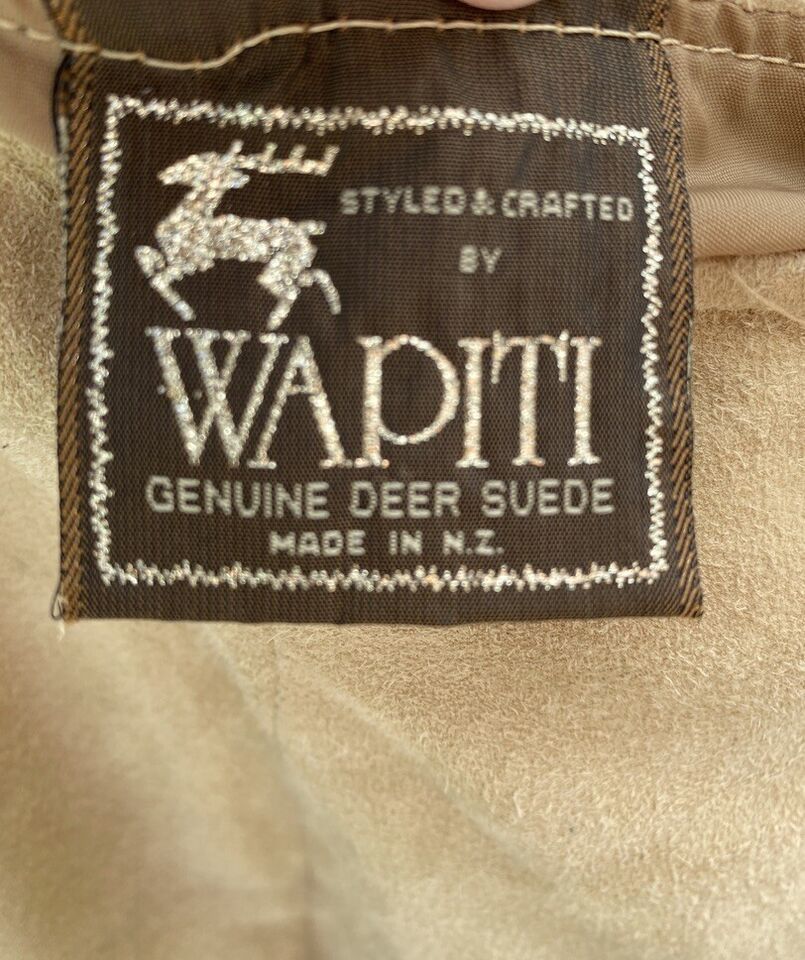 STYLED & CRAFTED
BY
WAPITI
GENUINE DEER SUEDE
MADE IN N.Z.